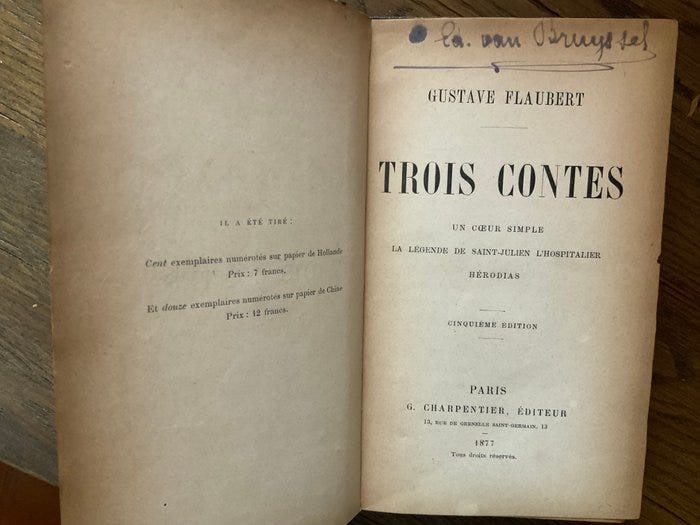 IL A ÉTÉ TIRÉ :
Cent exemplaires numérotés sur papier de Hollande
Prix : 7 francs.
Et douze exemplaires numérotés sur papier de Chine
Prix : 12 francs.
Ed. van Bruyssel
GUSTAVE FLAUBERT
TROIS CONTES
UN CŒUR SIMPLE
LA LÉGENDE DE SAINT-JULIEN L'HOSPITALIER
HÉRODIAS
CINQUIÈME ÉDITION
PARIS
G. CHARPENTIER, ÉDITEUR
13, RUE DE GRENELLE SAINT-GERMAIN, 13
1877
Tous droits réservés.